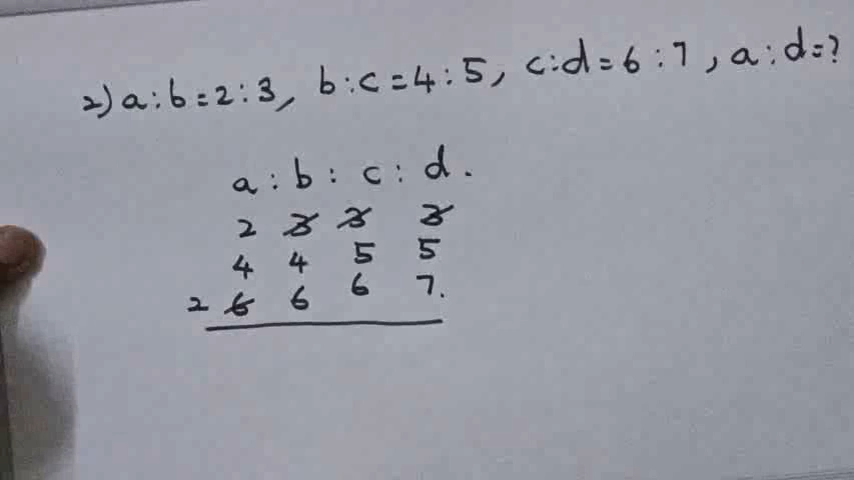 2) a:b=2:3, b:c=4:5, c:d=6:7, a:d=?
a : b : c : d.
2 3 3 3
4 4 5 5
2 6 6 6 7.